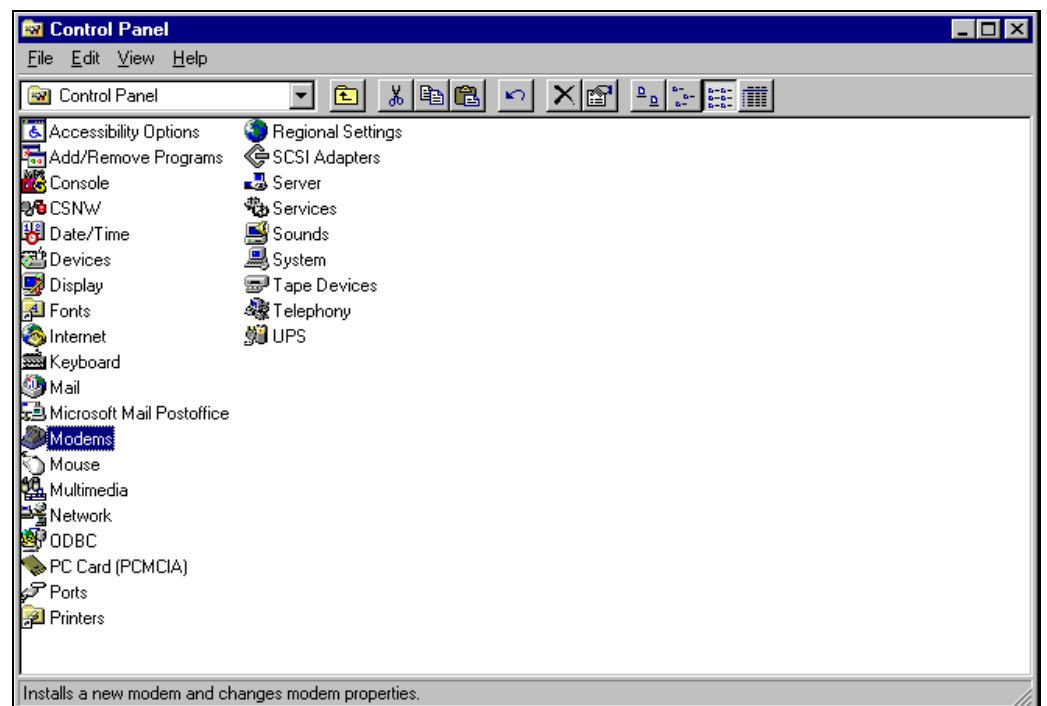 Control Panel
File Edit View Help
Control Panel
Accessibility Options
Add/Remove Programs
Console
CSNW
Date/Time
Devices
Display
Fonts
Internet
Keyboard
Mail
Microsoft Mail Postoffice
Modems
Mouse
Multimedia
Network
ODBC
PC Card (PCMCIA)
Ports
Printers
Regional Settings
SCSI Adapters
Server
Services
Sounds
System
Tape Devices
Telephony
UPS
Installs a new modem and changes modem properties.